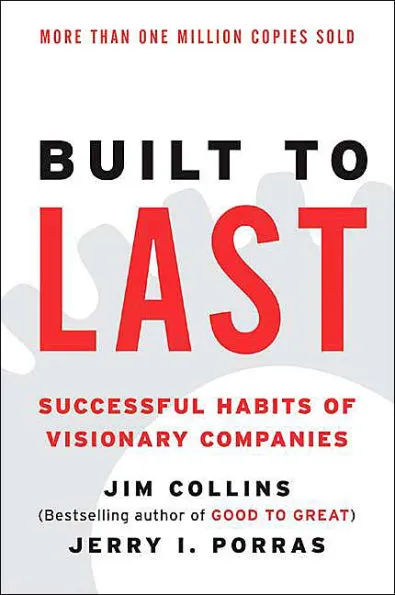 MORE THAN ONE MILLION COPIES SOLD
BUILT TO
LAST
SUCCESSFUL HABITS OF
VISIONARY COMPANIES
JIM COLLINS
(Bestselling author of GOOD TO GREAT)
JERRY I. PORRAS